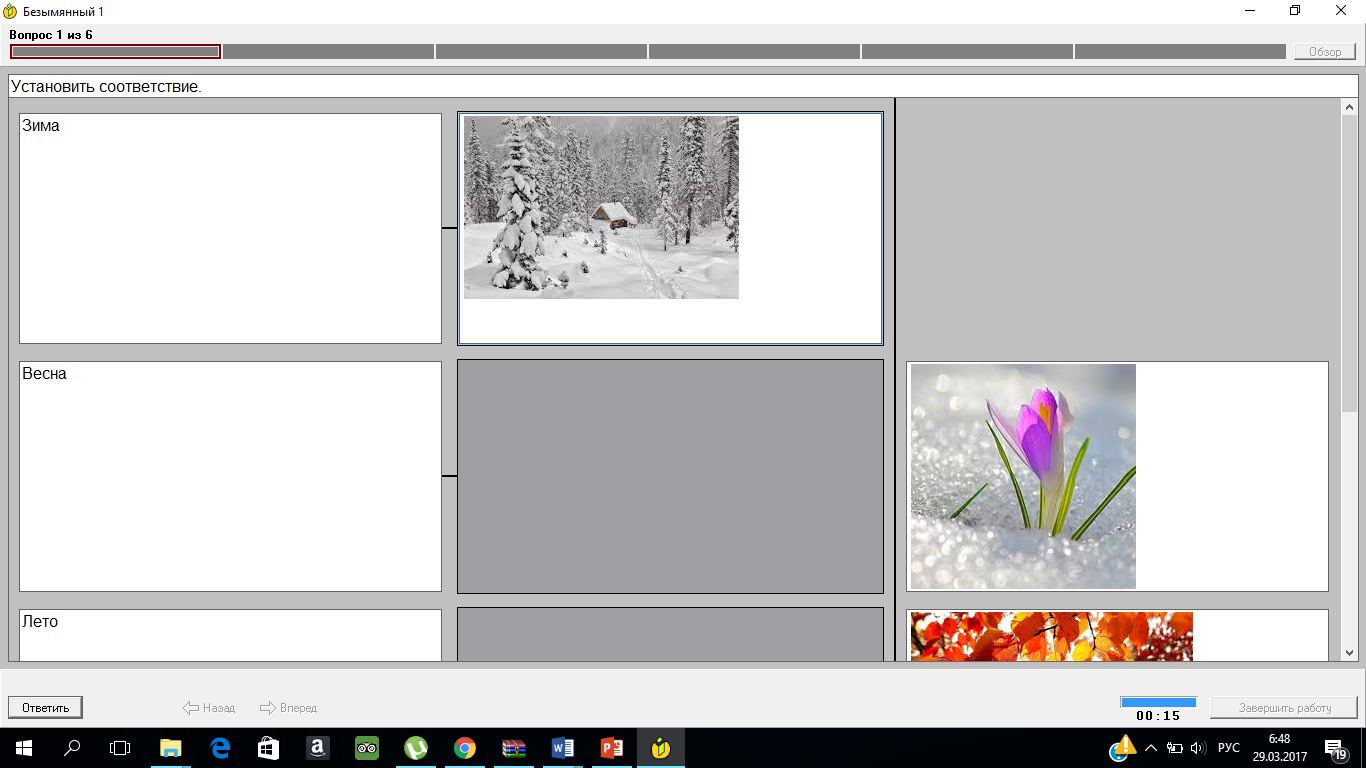 Безымянный 1
Вопрос 1 из 6
Обзор
Установить соответствие.
Зима
Весна
Лето
Ответить
Назад
Вперед
00:15
Завершить работу
РУС
6:48
29.03.2017
19